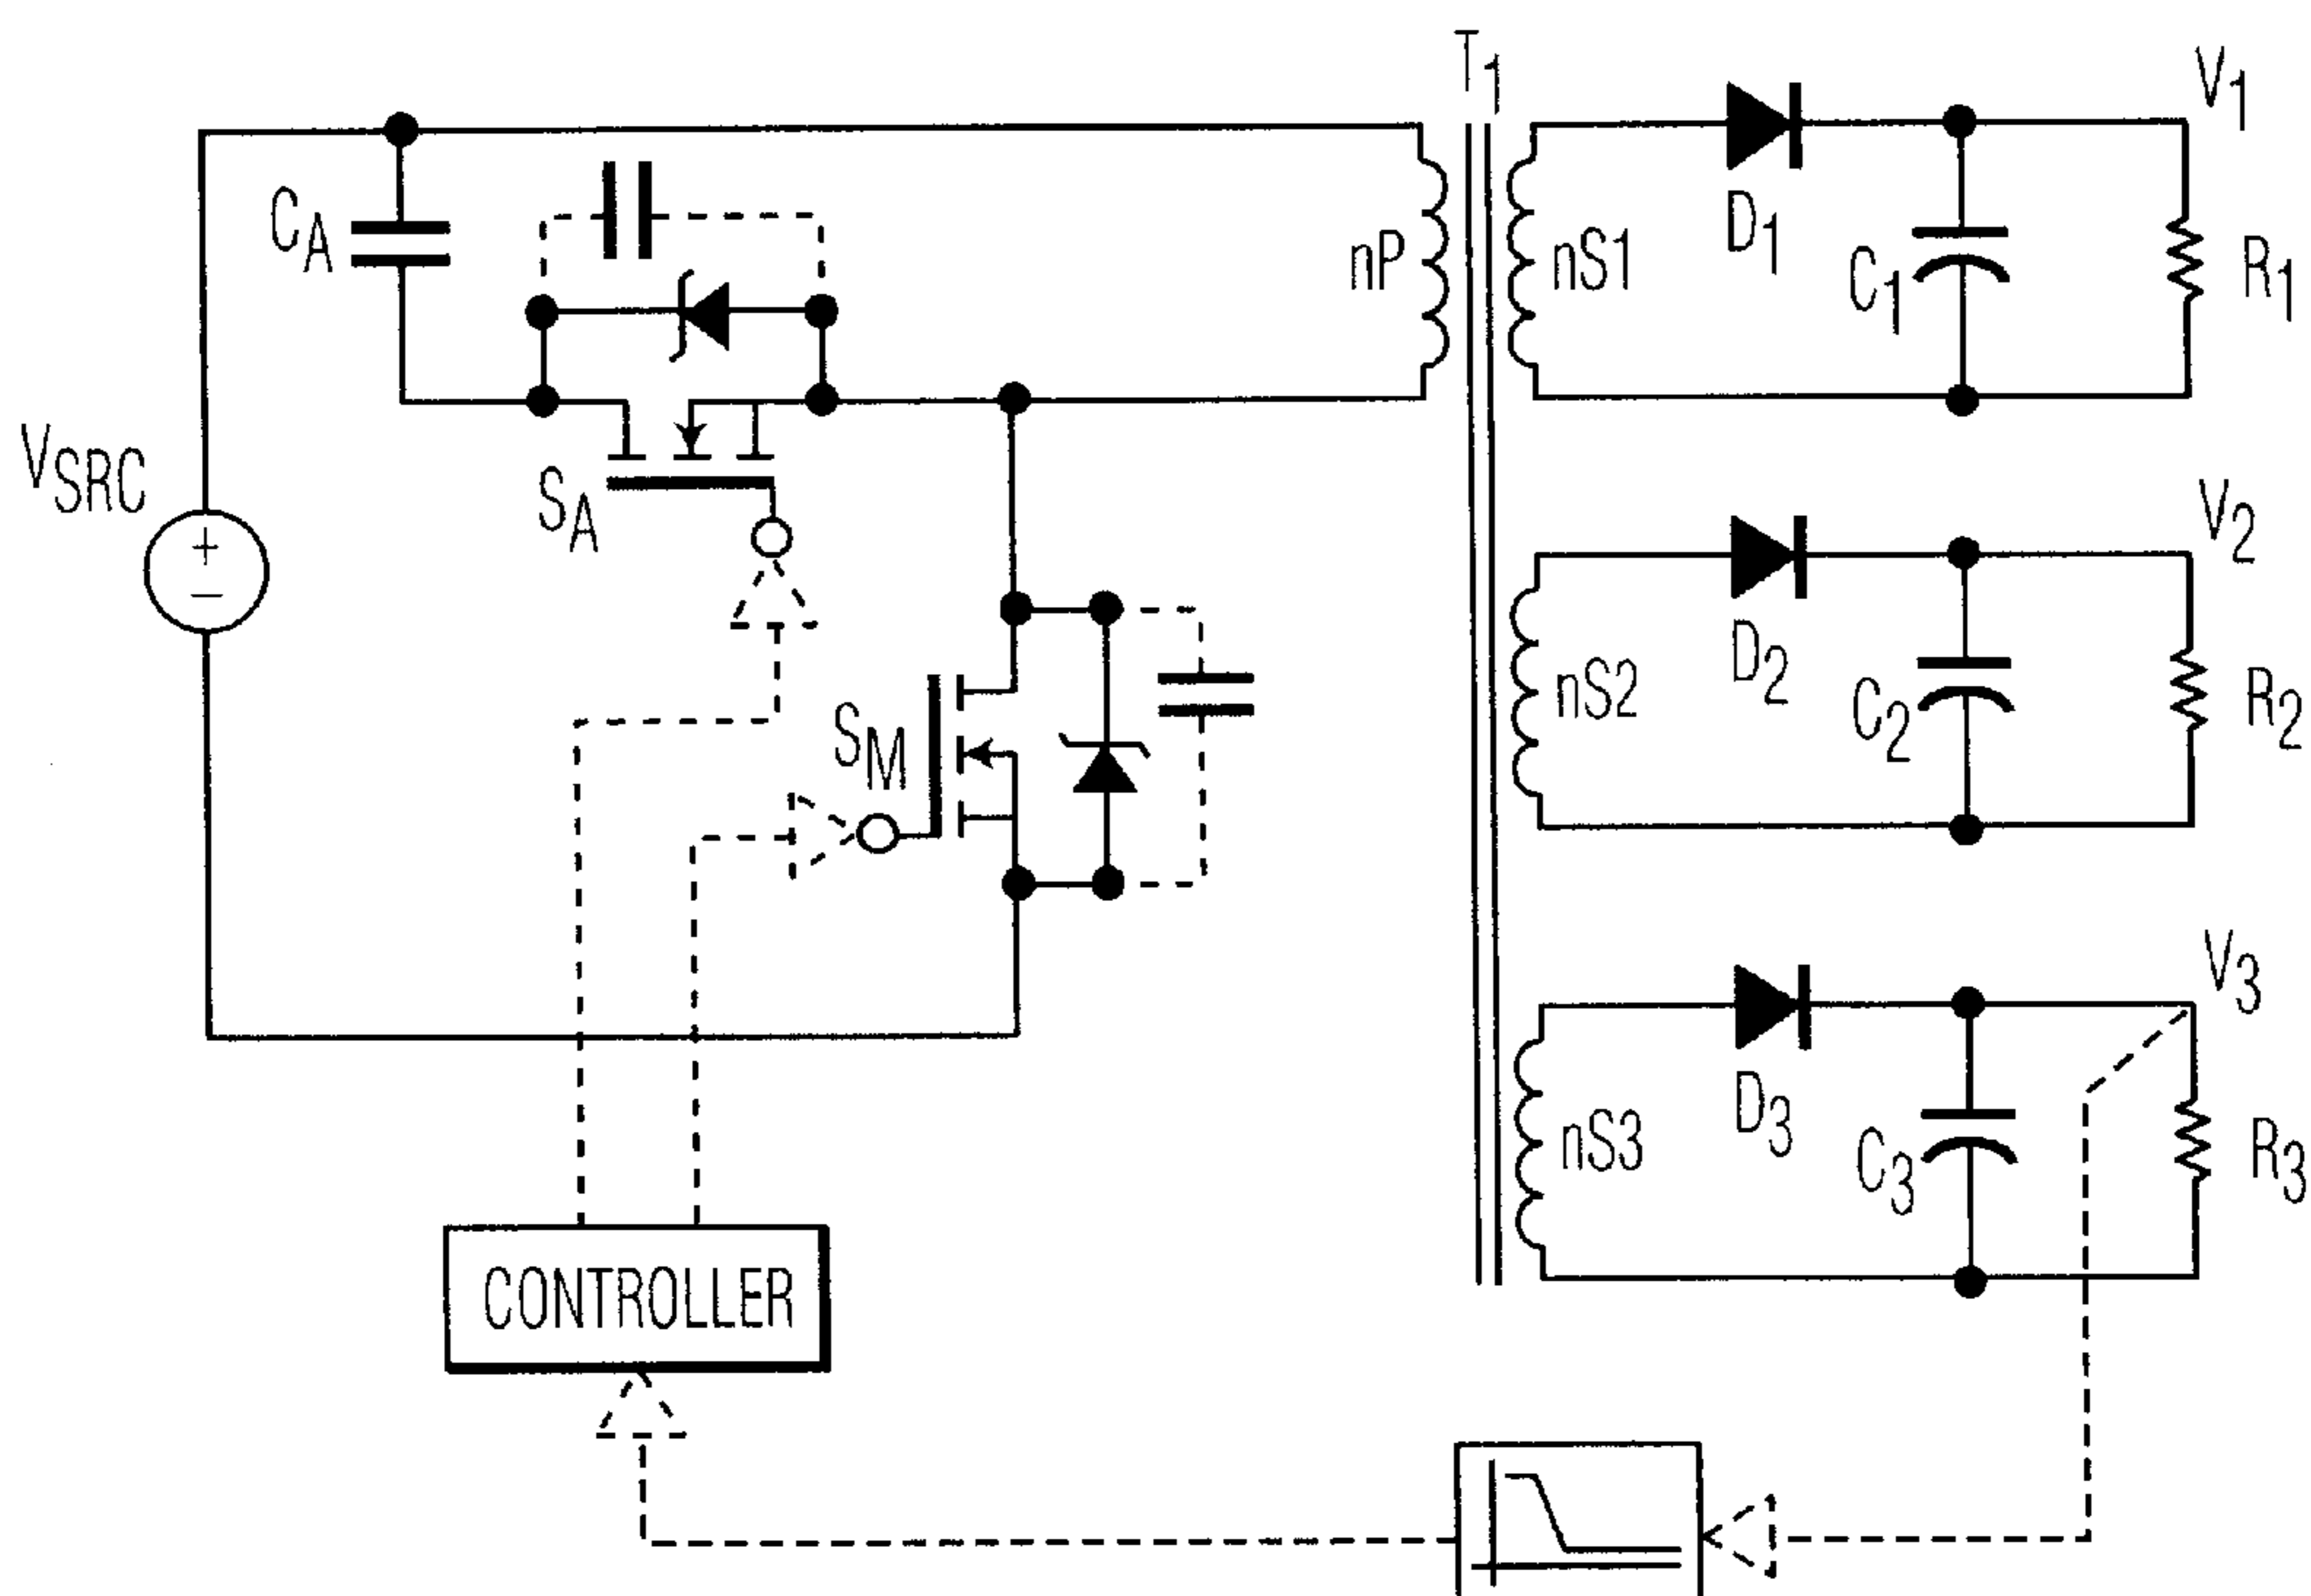 T1
V1
CA
nP
nS1
D1
C1
R1
VSRC
+
−
SA
V2
SM
nS2
D2
C2
R2
V3
nS3
D3
C3
R3
CONTROLLER